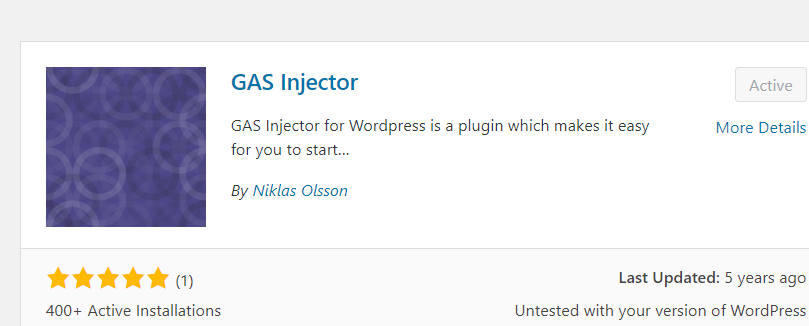 GAS Injector
Active
GAS Injector for Wordpress is a plugin which makes it easy
for you to start...
More Details
By Niklas Olsson
(1)
Last Updated: 5 years ago
400+ Active Installations
Untested with your version of WordPress